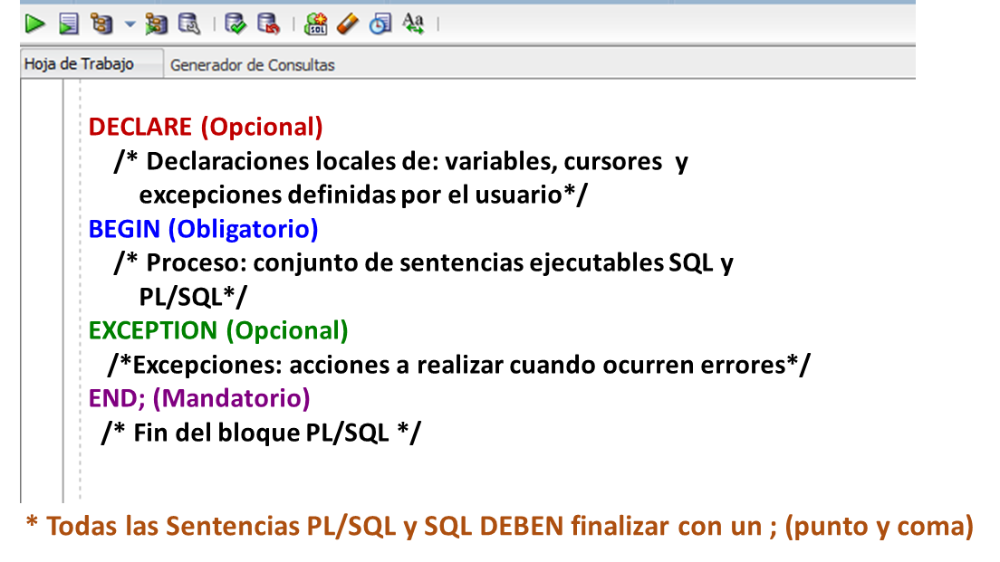 SQL
Aa
Hoja de Trabajo
Generador de Consultas
DECLARE (Opcional)
/* Declaraciones locales de: variables, cursores y
excepciones definidas por el usuario*/
BEGIN (Obligatorio)
/* Proceso: conjunto de sentencias ejecutables SQL y
PL/SQL*/
EXCEPTION (Opcional)
/*Excepciones: acciones a realizar cuando ocurren errores*/
END; (Mandatorio)
/* Fin del bloque PL/SQL */
* Todas las Sentencias PL/SQL y SQL DEBEN finalizar con un ; (punto y coma)